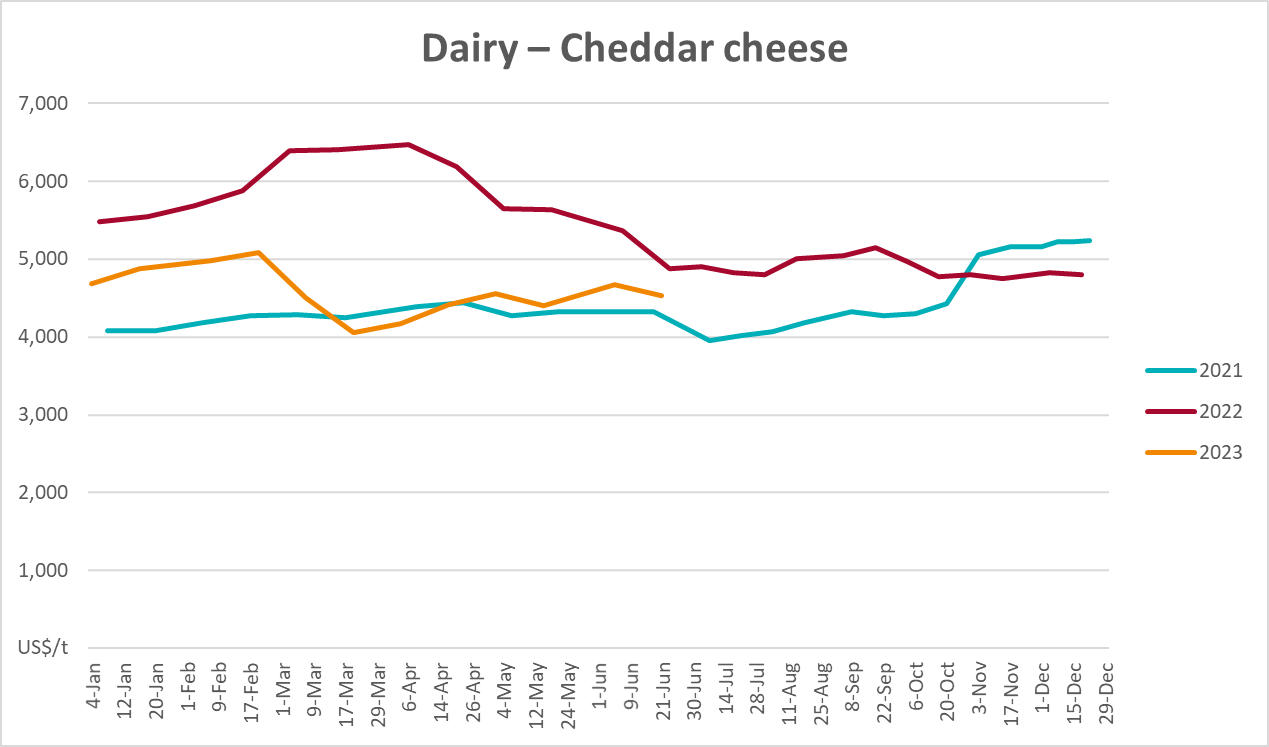 Dairy – Cheddar cheese
7,000
6,000
5,000
4,000
3,000
2,000
1,000
US$/t
4-Jan
12-Jan
20-Jan
1-Feb
9-Feb
17-Feb
1-Mar
9-Mar
17-Mar
29-Mar
6-Apr
14-Apr
26-Apr
4-May
12-May
24-May
1-Jun
9-Jun
21-Jun
30-Jun
14-Jul
28-Jul
11-Aug
25-Aug
8-Sep
22-Sep
6-Oct
20-Oct
3-Nov
17-Nov
1-Dec
15-Dec
29-Dec
2021
2022
2023